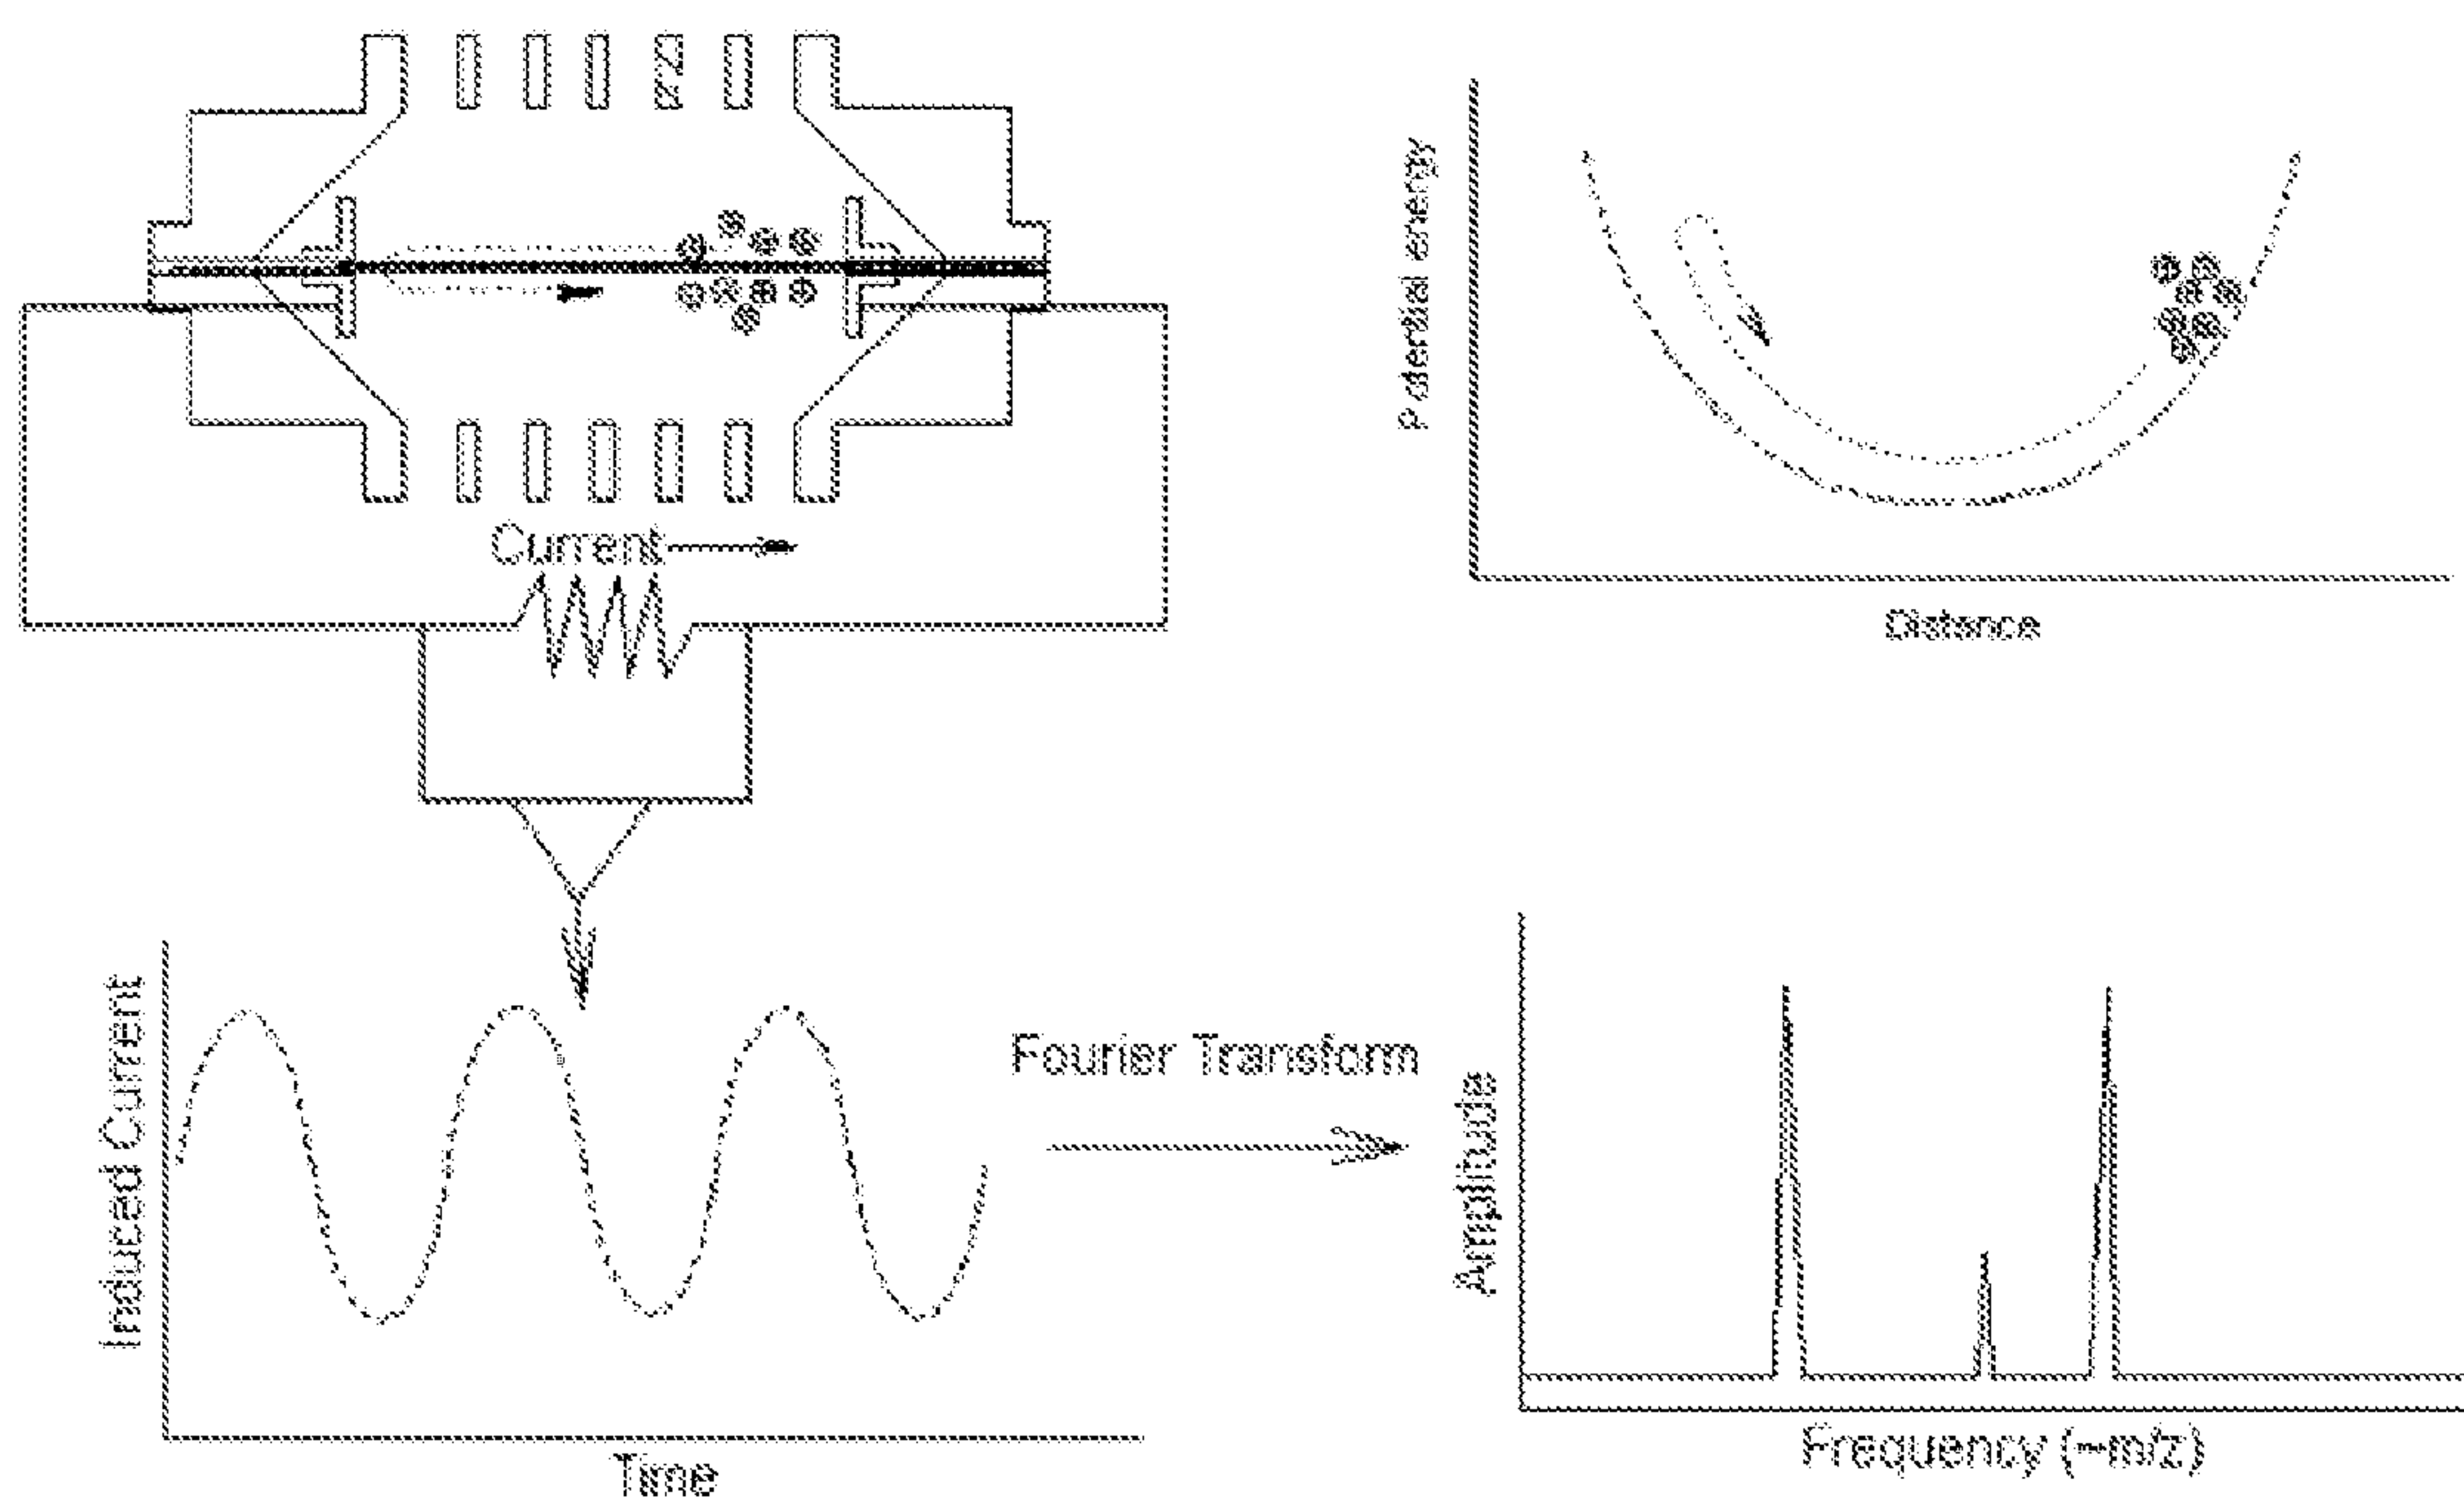 Potential energy
Distance
Current
Induced Current
Time
Fourier Transform
Amplitude
Frequency (~m/z)